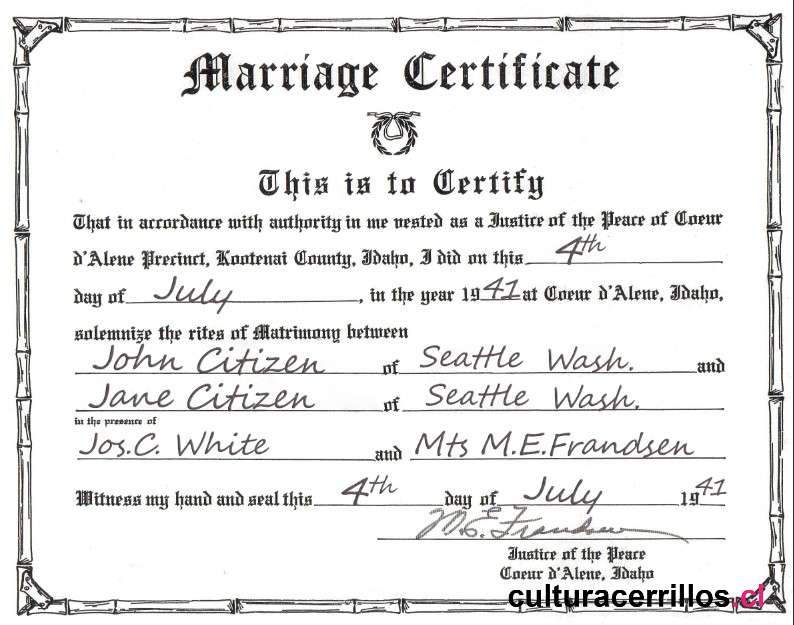 Marriage Certificate
This is to Certify
That in accordance with authority in me vested as a Justice of the Peace of Coeur
d'Alene Precinct, Kootenai County, Idaho, I did on this 4th
day of July, in the year 1941 at Coeur d'Alene, Idaho,
solemnize the rites of Matrimony between
John Citizen of Seattle Wash. and
Jane Citizen of Seattle Wash.
in the presence of
Jos.C. White and Mts M.E.Frandsen
Witness my hand and seal this 4th day of July 1941
M.E. Frandsen
Justice of the Peace
Coeur d'Alene, Idaho
culturacerrillos.cl